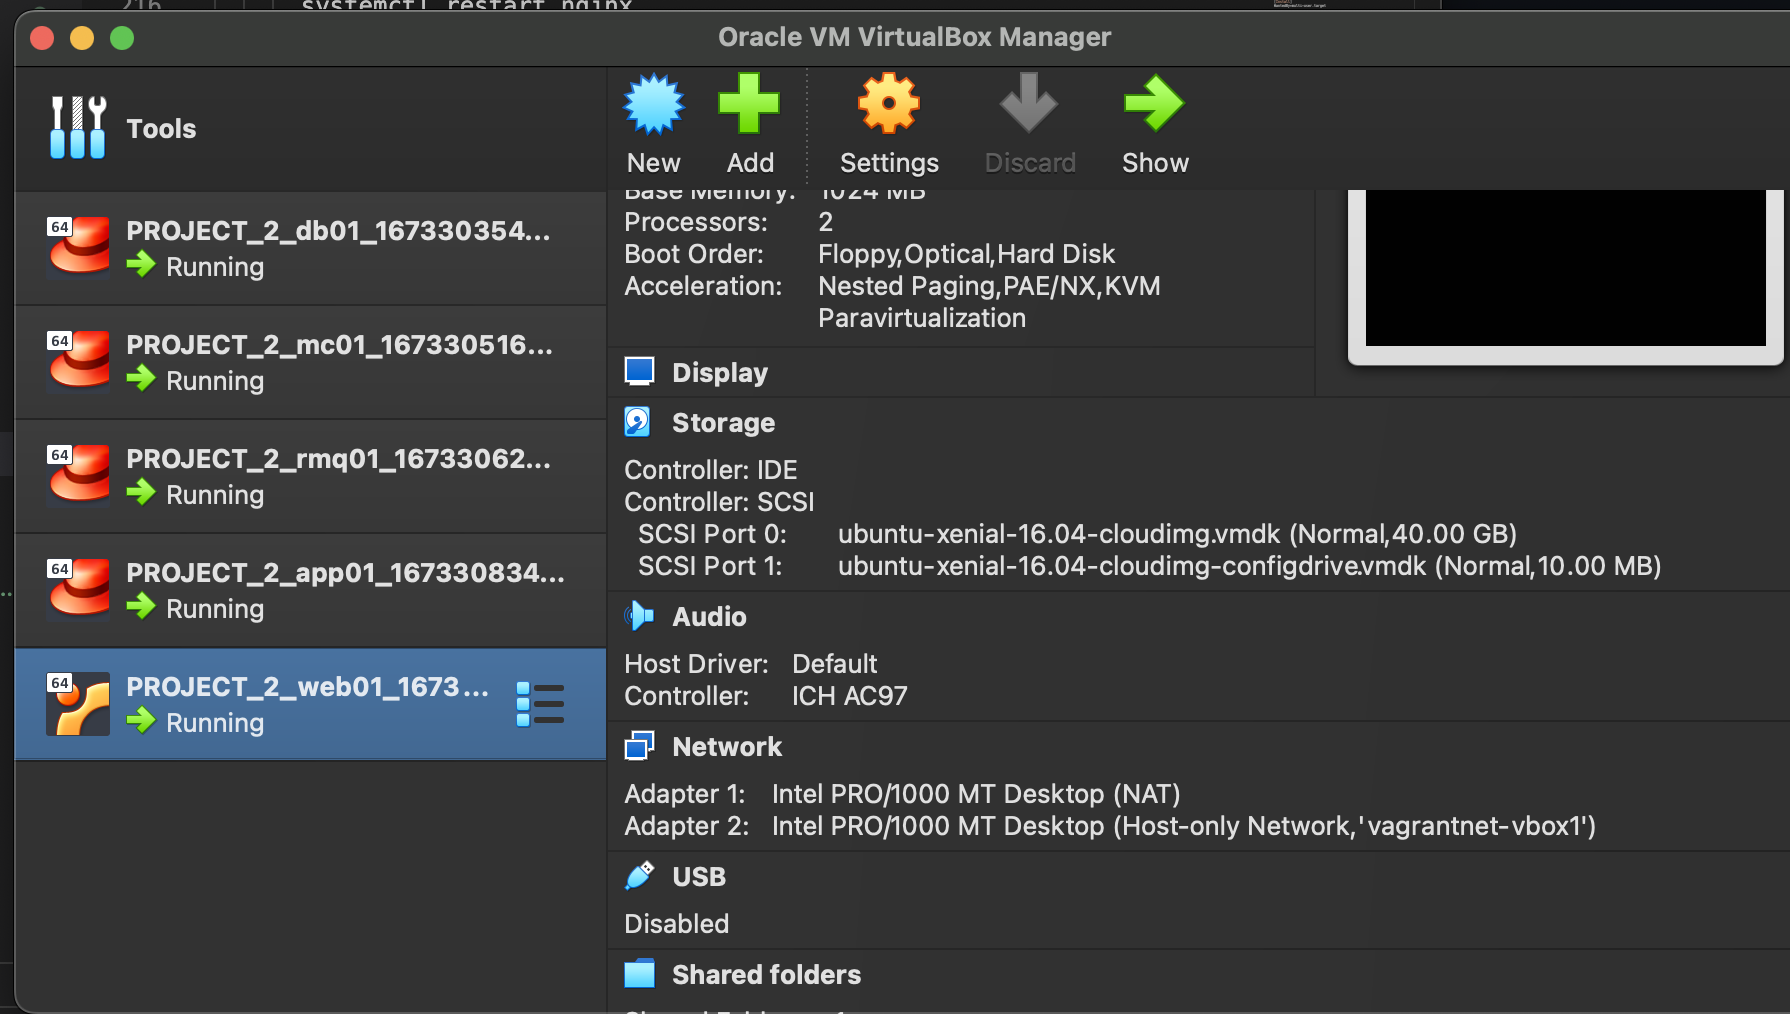 216 systemctl restart nginx
Oracle VM VirtualBox Manager
Tools
New Add Settings Discard Show
64 PROJECT_2_db01_167330354...
Running
64 PROJECT_2_mc01_167330516...
Running
64 PROJECT_2_rmq01_16733062...
Running
64 PROJECT_2_app01_167330834...
Running
64 PROJECT_2_web01_1673...
Running
Base Memory: 1024 MB
Processors: 2
Boot Order: Floppy,Optical,Hard Disk
Acceleration: Nested Paging,PAE/NX,KVM
Paravirtualization
Display
Storage
Controller: IDE
Controller: SCSI
SCSI Port 0: ubuntu-xenial-16.04-cloudimg.vmdk (Normal,40.00 GB)
SCSI Port 1: ubuntu-xenial-16.04-cloudimg-configdrive.vmdk (Normal,10.00 MB)
Audio
Host Driver: Default
Controller: ICH AC97
Network
Adapter 1: Intel PRO/1000 MT Desktop (NAT)
Adapter 2: Intel PRO/1000 MT Desktop (Host-only Network,'vagrantnet-vbox1')
USB
Disabled
Shared folders